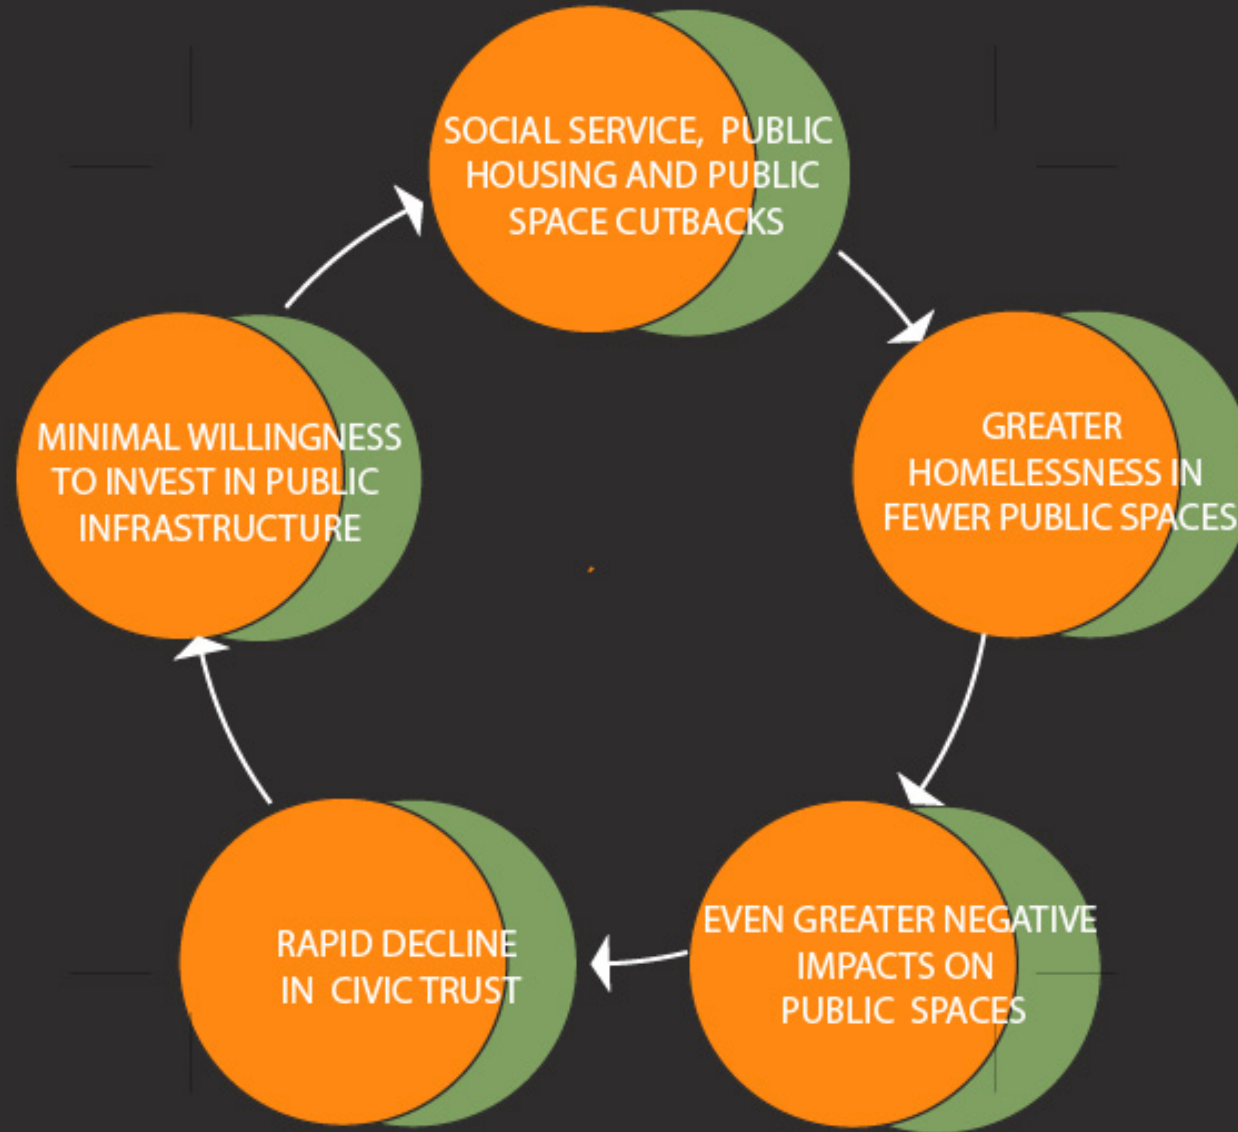 SOCIAL SERVICE, PUBLIC
HOUSING AND PUBLIC
SPACE CUTBACKS
GREATER
HOMELESSNESS IN
FEWER PUBLIC SPACES
EVEN GREATER NEGATIVE
IMPACTS ON
PUBLIC SPACES
RAPID DECLINE
IN CIVIC TRUST
MINIMAL WILLINGNESS
TO INVEST IN PUBLIC
INFRASTRUCTURE